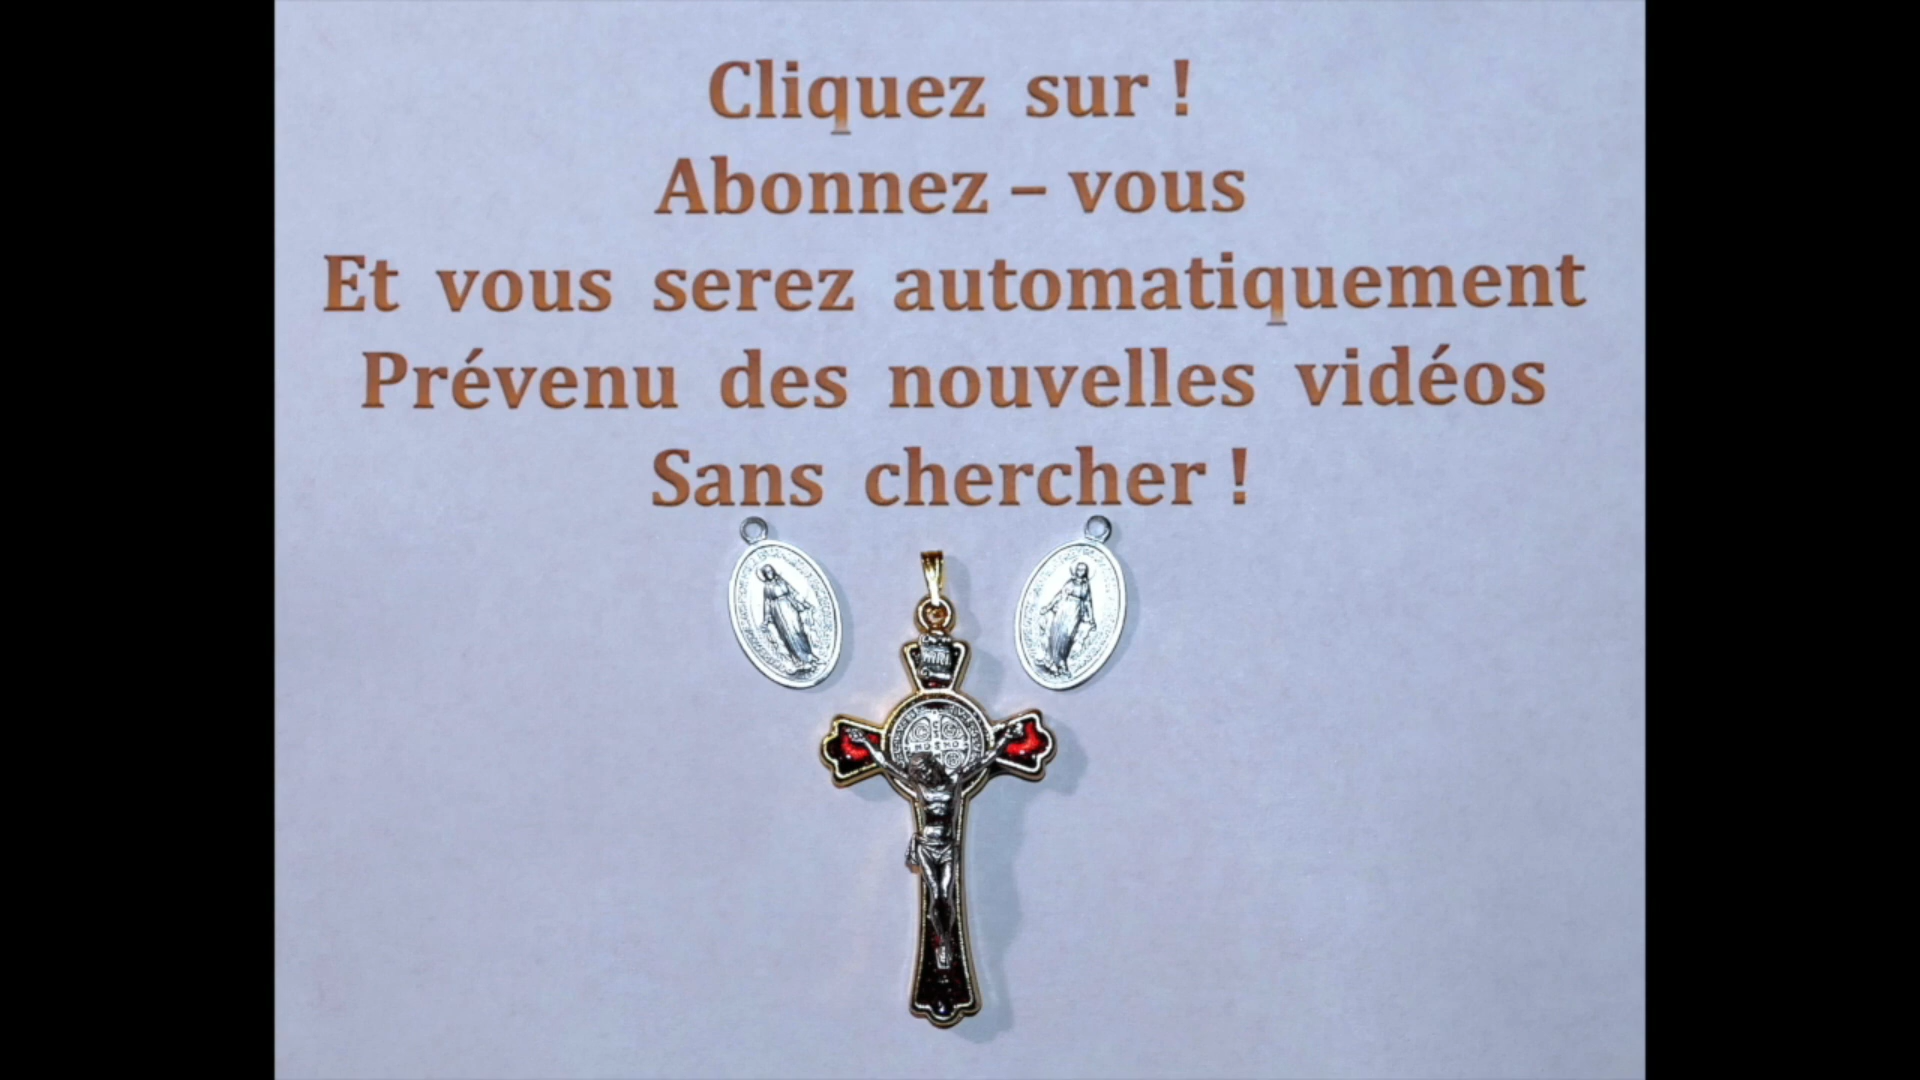 Cliquez sur !
Abonnez – vous
Et vous serez automatiquement
Prévenu des nouvelles vidéos
Sans chercher !